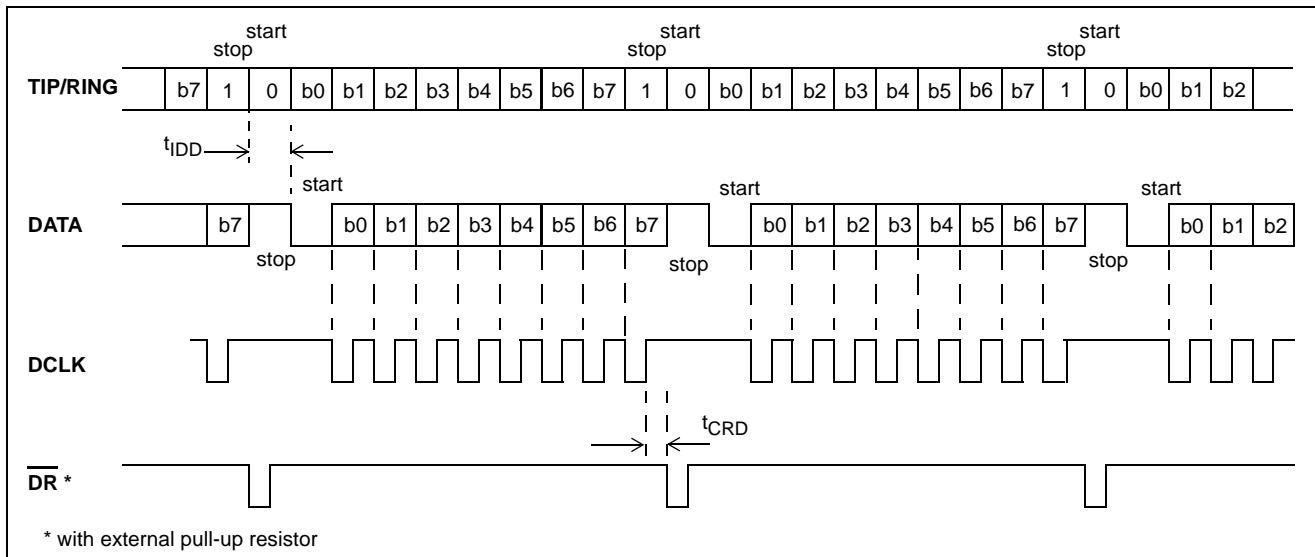 start start start
stop stop stop
TIP/RING b7 1 0 b0 b1 b2 b3 b4 b5 b6 b7 1 0 b0 b1 b2 b3 b4 b5 b6 b7 1 0 b0 b1 b2
tIDD
start start start
DATA b7 b0 b1 b2 b3 b4 b5 b6 b7 b0 b1 b2 b3 b4 b5 b6 b7 b0 b1 b2
stop stop stop
DCLK
tCRD
DR *
* with external pull-up resistor